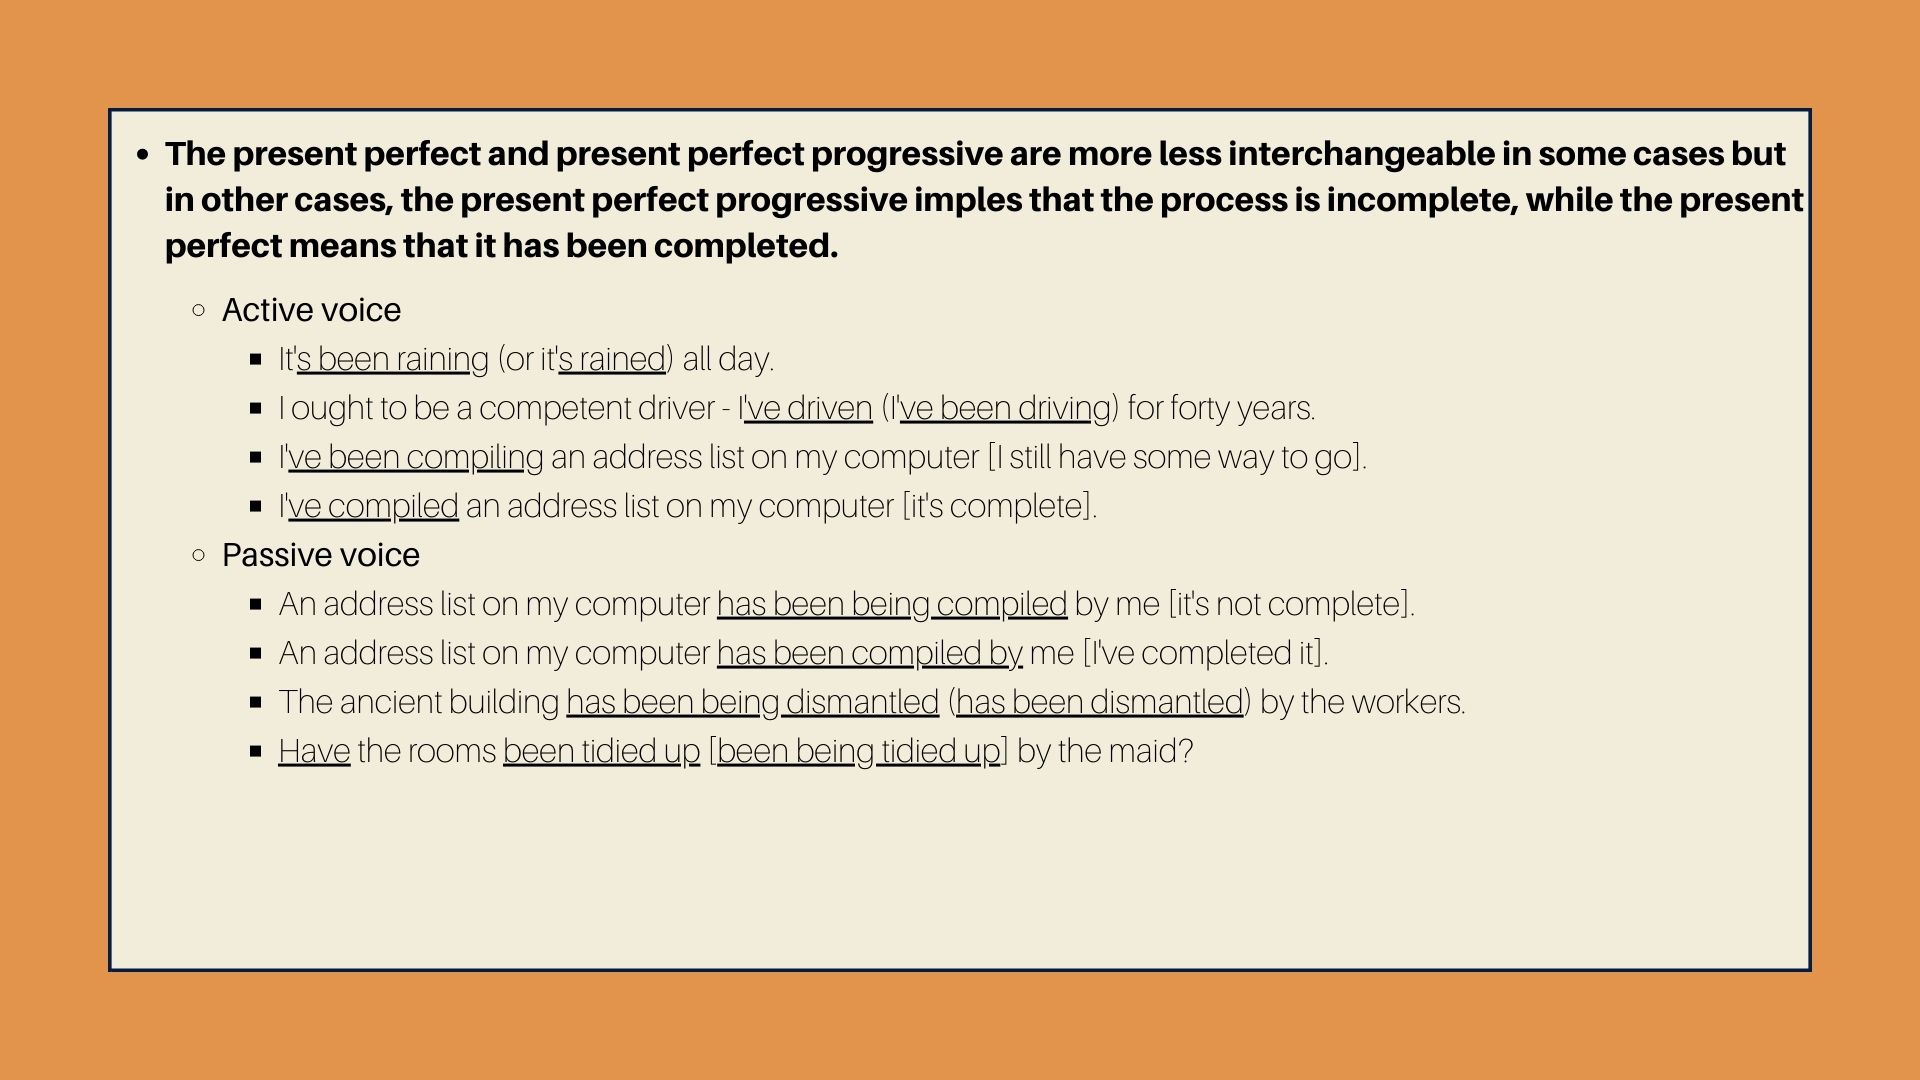 • The present perfect and present perfect progressive are more less interchangeable in some cases but
in other cases, the present perfect progressive imples that the process is incomplete, while the present
perfect means that it has been completed.
◦ Active voice
▪ It's been raining (or it's rained) all day.
▪ I ought to be a competent driver - I've driven (I've been driving) for forty years.
▪ I've been compiling an address list on my computer [I still have some way to go].
▪ I've compiled an address list on my computer [it's complete].
◦ Passive voice
▪ An address list on my computer has been being compiled by me [it's not complete].
▪ An address list on my computer has been compiled by me [I've completed it].
▪ The ancient building has been being dismantled (has been dismantled) by the workers.
▪ Have the rooms been tidied up [been being tidied up] by the maid?